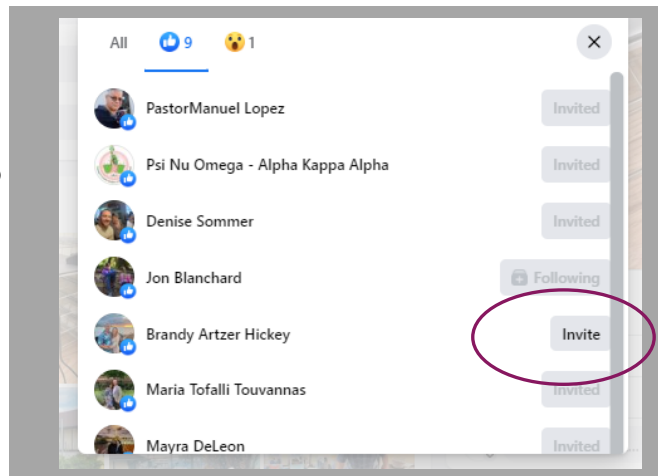 All 9 1
PastorManuel Lopez Invited
Psi Nu Omega - Alpha Kappa Alpha Invited
Denise Sommer Invited
Jon Blanchard Following
Brandy Artzer Hickey Invite
Maria Tofalli Touvannas Invited
Mayra DeLeon Invited